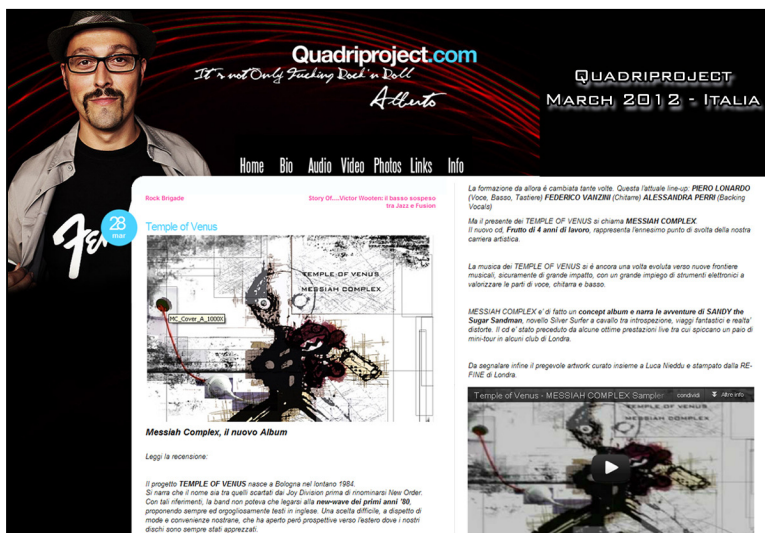 Quadriproject.com
It's not Only Fucking Rock'n Roll
Alberto
QUADRIPROJECT
MARCH 2012 - ITALIA
Home Bio Audio Video Photos Links Info
Rock Brigade
Story Of....Victor Wooten: il basso sospeso
tra Jazz e Fusion
28
mar
Temple of Venus
TEMPLE OF VENUS
MESSIAH COMPLEX
MC_Cover_A_1000X
Messiah Complex, il nuovo Album
Leggi la recensione:
Il progetto TEMPLE OF VENUS nasce a Bologna nel lontano 1984.
Si narra che il nome sia tra quelli scartati dai Joy Division prima di rinominarsi New Order.
Con tali riferimenti, la band non poteva che legarsi alla new-wave dei primi anni '80,
proponendo sempre ed orgogliosamente testi in inglese. Una scelta difficile, a dispetto di
mode e convenienze nostrane, che ha aperto però prospettive verso l'estero dove i nostri
dischi sono sempre stati apprezzati.
La formazione da allora é cambiata tante volte. Questa l'attuale line-up: PIERO LONARDO
(Voce, Basso, Tastiere) FEDERICO VANZINI (Chitarre) ALESSANDRA PERRI (Backing
Vocals)
Ma il presente dei TEMPLE OF VENUS si chiama MESSIAH COMPLEX.
Il nuovo cd, Frutto di 4 anni di lavoro, rappresenta l'ennesimo punto di svolta della nostra
carriera artistica.
La musica dei TEMPLE OF VENUS si é ancora una volta evoluta verso nuove frontiere
musicali, sicuramente di grande impatto, con un grande impiego di strumenti elettronici a
valorizzare le parti di voce, chitarra e basso.
MESSIAH COMPLEX e' di fatto un concept album e narra le avventure di SANDY the
Sugar Sandman, novello Silver Surfer a cavallo tra introspezione, viaggi fantastici e realta'
distorte. Il cd e' stato preceduto da alcune ottime prestazioni live tra cui spiccano un paio di
mini-tour in alcuni club di Londra.
Da segnalare infine il pregevole artwork curato insieme a Luca Nieddu e stampato dalla RE-
FINE di Londra.
Temple of Venus - MESSIAH COMPLEX Sampler condividi Altre info
TEMPLE OF VENUS
MESSIAH COMPLEX